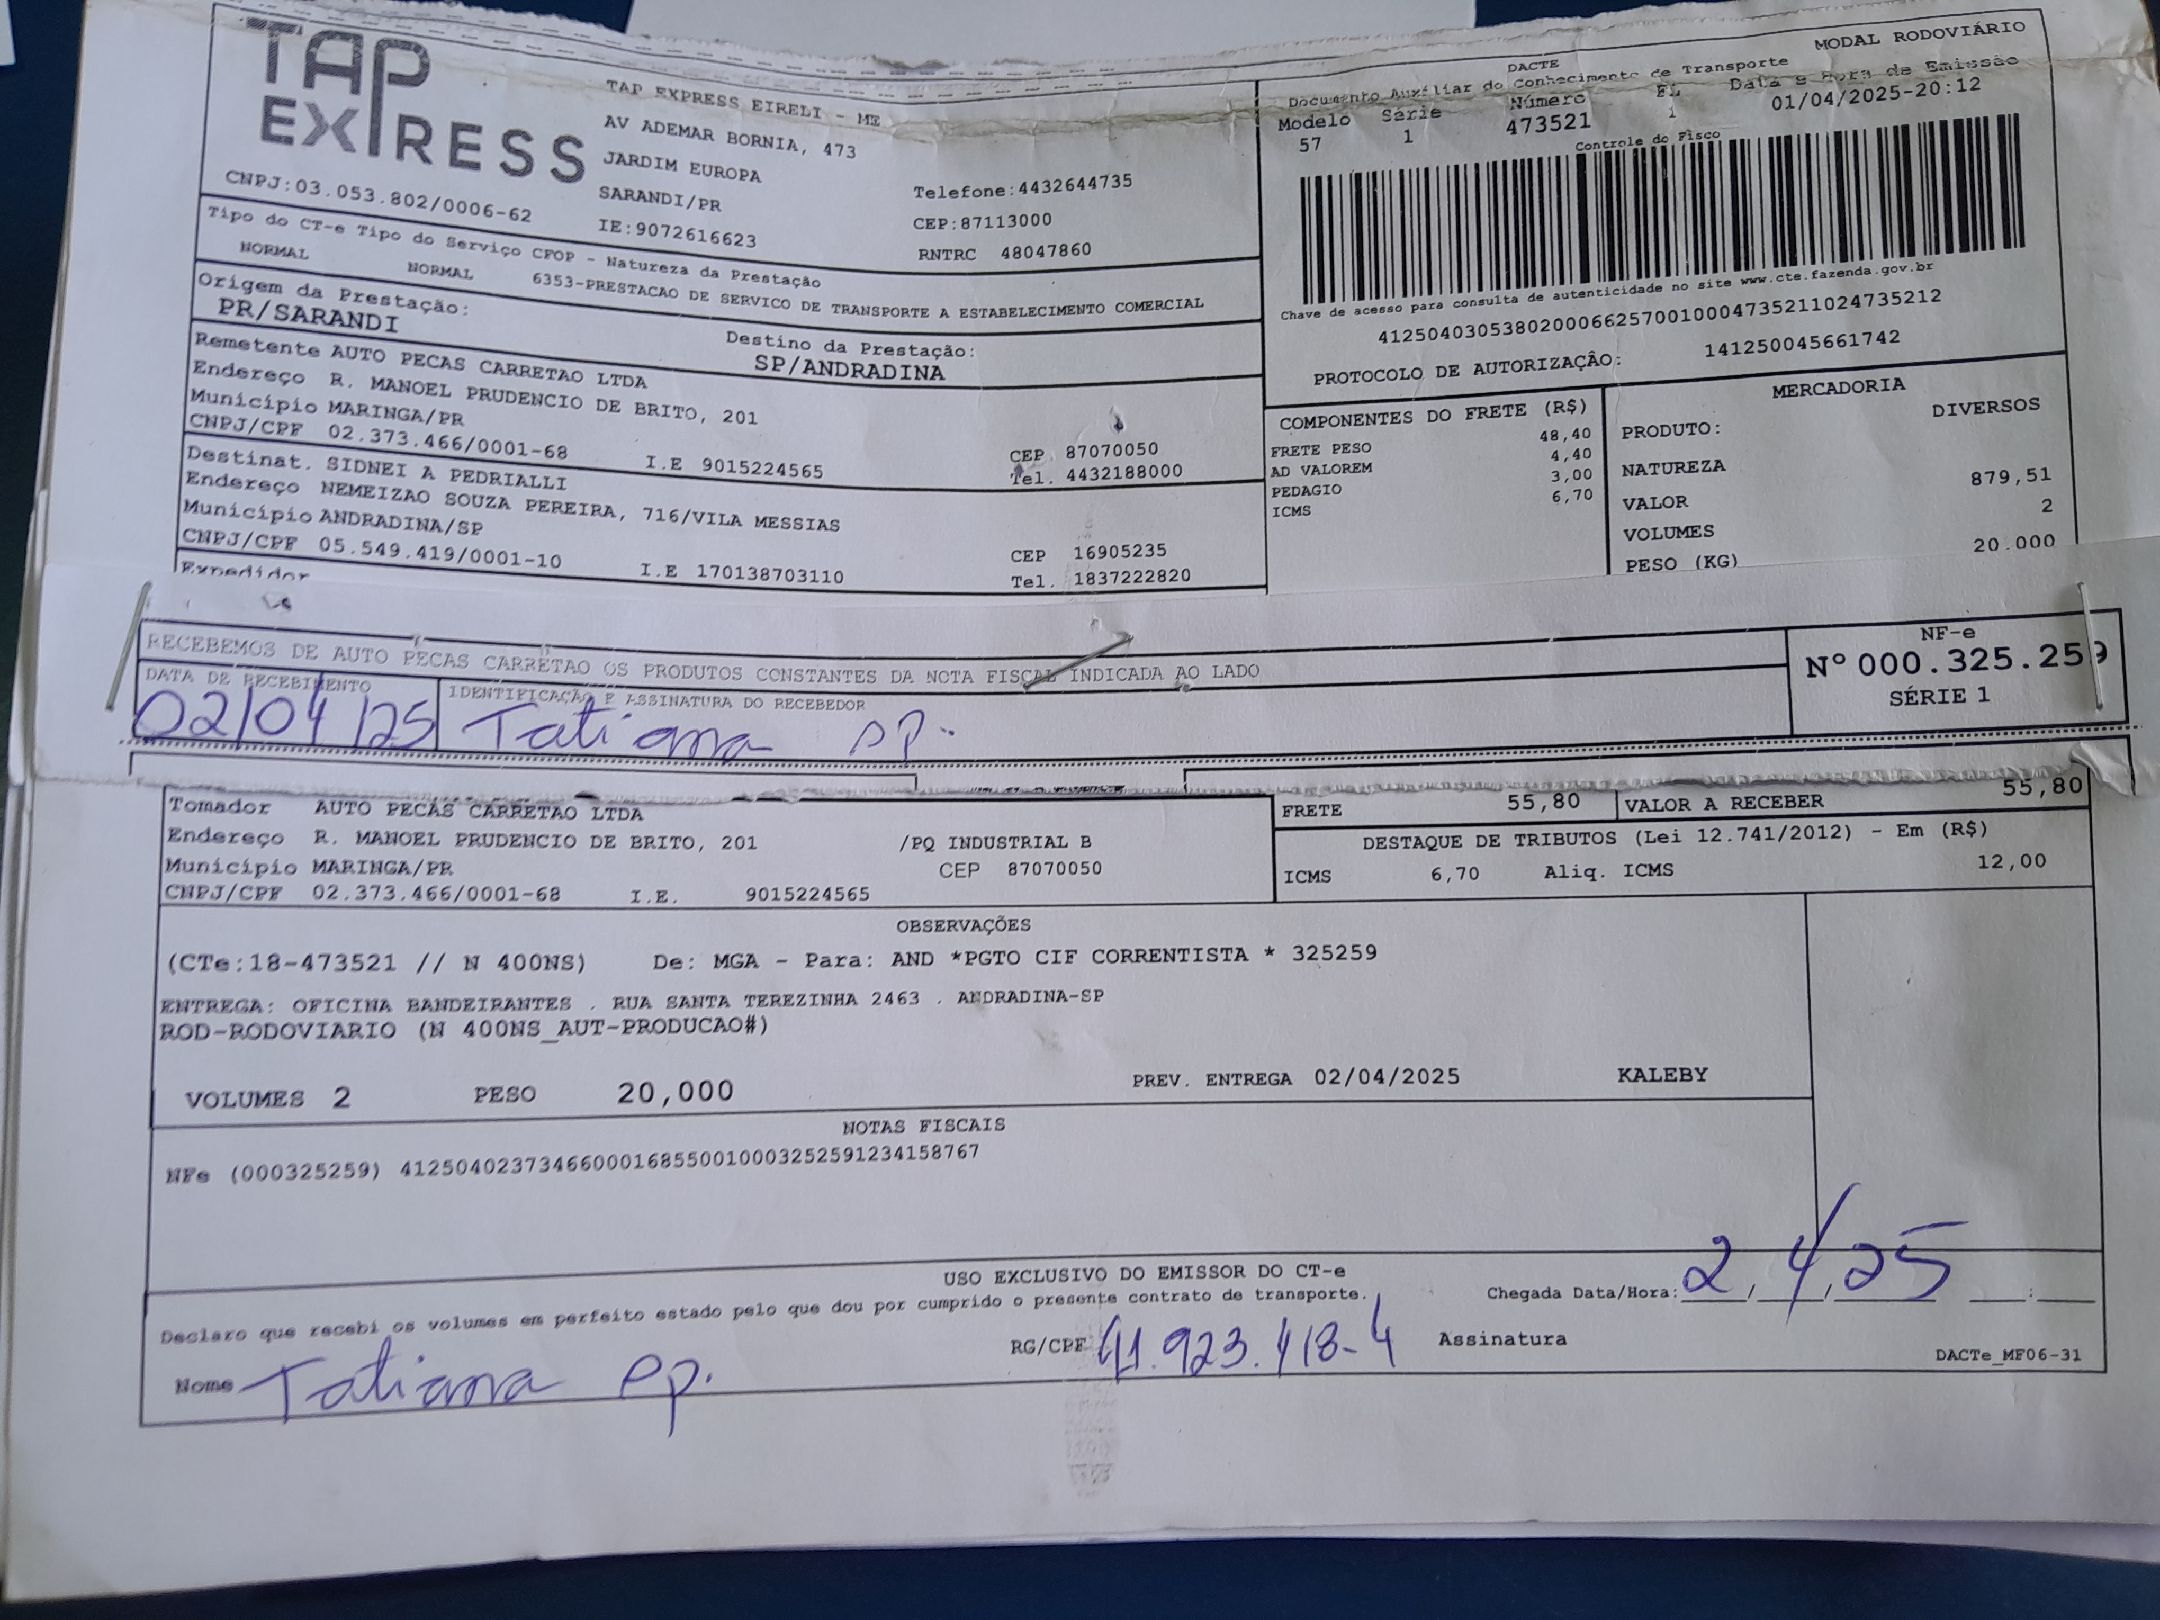 TAP
EXPRESS
CNPJ:03.053.802/0006-62
TAP EXPRESS EIRELI - ME
AV ADEMAR BORNIA, 473
JARDIM EUROPA
SARANDI/PR
IE:9072616623
Telefone:4432644735
CEP:87113000
RNTRC 48047860
DACTE
MODAL RODOVIÁRIO
Documento Auxiliar do Conhecimento de Transporte
Modelo Série Número FL Data e Hora de Emissão
57 1 473521 1 01/04/2025-20:12
Controle do Fisco
Chave de acesso para consulta de autenticidade no site www.cte.fazenda.gov.br
41250403053802000662570010004735211024735212
PROTOCOLO DE AUTORIZAÇÂO: 141250045661742
Tipo do CT-e Tipo do Serviço CFOP - Natureza da Prestação
NORMAL NORMAL 6353-PRESTACAO DE SERVICO DE TRANSPORTE A ESTABELECIMENTO COMERCIAL
Origem da Prestação:
PR/SARANDI
Destino da Prestação:
SP/ANDRADINA
Remetente AUTO PECAS CARRETAO LTDA
Endereço R. MANOEL PRUDENCIO DE BRITO, 201
Município MARINGA/PR CEP 87070050
CNPJ/CPF 02.373.466/0001-68 I.E 9015224565 Tel. 4432188000
Destinat. SIDNEI A PEDRIALLI
Endereço NEMEIZAO SOUZA PEREIRA, 716/VILA MESSIAS
Município ANDRADINA/SP CEP 16905235
CNPJ/CPF 05.549.419/0001-10 I.E 170138703110 Tel. 1837222820
Expedidor
COMPONENTES DO FRETE (R$)
FRETE PESO 48,40
AD VALOREM 4,40
PEDAGIO 3,00
ICMS 6,70
MERCADORIA
PRODUTO: DIVERSOS
NATUREZA
VALOR 879,51
VOLUMES 2
PESO (KG) 20.000
RECEBEMOS DE AUTO PEÇAS CARRETAO OS PRODUTOS CONSTANTES DA NOTA FISCAL INDICADA AO LADO
DATA DE RECEBIMENTO IDENTIFICAÇÃO E ASSINATURA DO RECEBEDOR
02/04/25 Tatiana pp.
NF-e
Nº 000.325.259
SÉRIE 1
Tomador AUTO PECAS CARRETAO LTDA
Endereço R. MANOEL PRUDENCIO DE BRITO, 201 /PQ INDUSTRIAL B
Município MARINGA/PR CEP 87070050
CNPJ/CPF 02.373.466/0001-68 I.E. 9015224565
FRETE 55,80 VALOR A RECEBER 55,80
DESTAQUE DE TRIBUTOS (Lei 12.741/2012) - Em (R$)
ICMS 6,70 Aliq. ICMS 12,00
OBSERVAÇÕES
(CTe:18-473521 // N 400NS) De: MGA - Para: AND *PGTO CIF CORRENTISTA * 325259
ENTREGA: OFICINA BANDEIRANTES . RUA SANTA TEREZINHA 2463 . ANDRADINA-SP
ROD-RODOVIARIO (N 400NS_AUT-PRODUCAO#)
VOLUMES 2 PESO 20,000 PREV. ENTREGA 02/04/2025 KALEBY
NOTAS FISCAIS
NFe (000325259) 41250402373466000168550010003252591234158767
USO EXCLUSIVO DO EMISSOR DO CT-e
Declaro que recebi os volumes em perfeito estado pelo que dou por cumprido o presente contrato de transporte.
Chegada Data/Hora: 2/4/25 :
Nome Tatiana pp. RG/CPF 41.923.418-4 Assinatura
DACTe_MF06-31